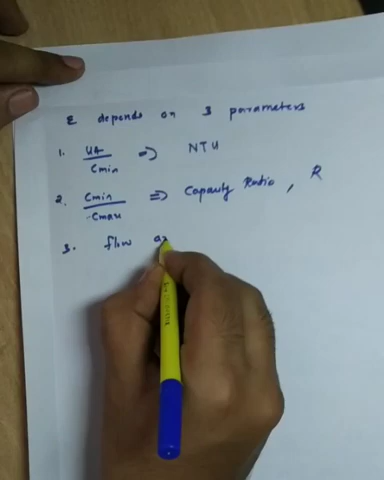 ε depends on 3 parameters
1. UA/Cmin => NTU
2. Cmin/Cmax => Capacity Ratio, R
3. flow a